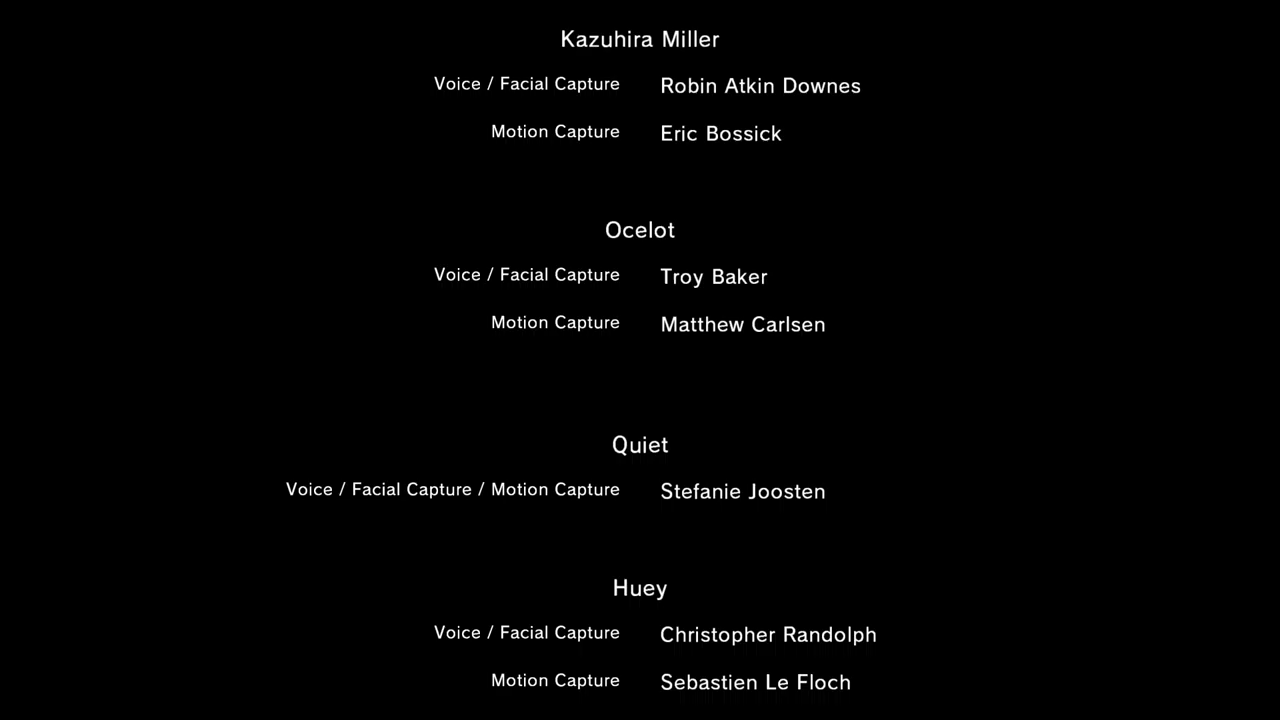 Kazuhira Miller
Voice / Facial Capture Robin Atkin Downes
Motion Capture Eric Bossick
Ocelot
Voice / Facial Capture Troy Baker
Motion Capture Matthew Carlsen
Quiet
Voice / Facial Capture / Motion Capture Stefanie Joosten
Huey
Voice / Facial Capture Christopher Randolph
Motion Capture Sebastien Le Floch